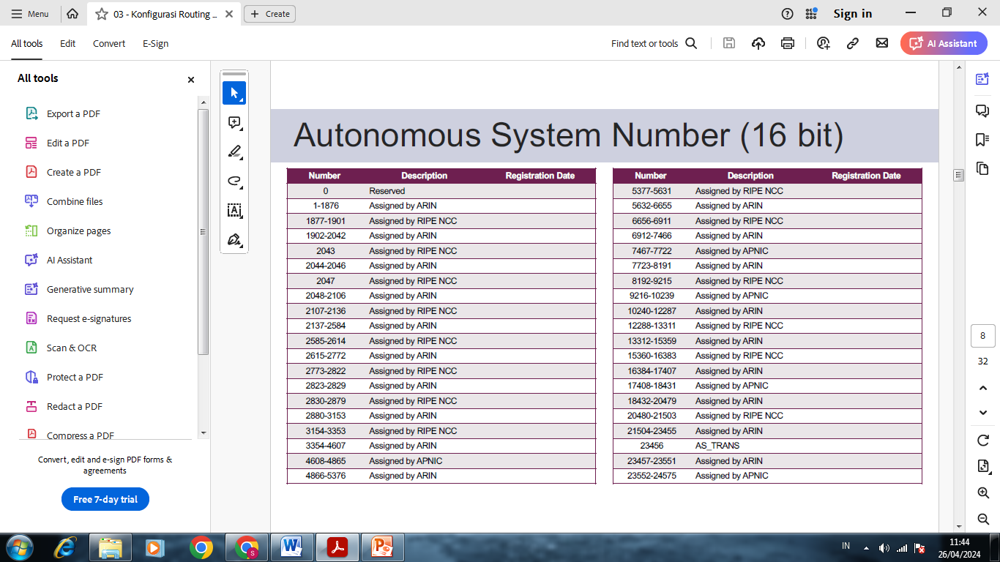 Menu
03 - Konfigurasi Routing ...
Create
Sign in
All tools
Edit
Convert
E-Sign
Find text or tools
AI Assistant
All tools
Export a PDF
Edit a PDF
Create a PDF
Combine files
Organize pages
AI Assistant
Generative summary
Request e-signatures
Scan & OCR
Protect a PDF
Redact a PDF
Compress a PDF
Convert, edit and e-sign PDF forms &
agreements
Free 7-day trial
Autonomous System Number (16 bit)
Number Description Registration Date
0 Reserved
1-1876 Assigned by ARIN
1877-1901 Assigned by RIPE NCC
1902-2042 Assigned by ARIN
2043 Assigned by RIPE NCC
2044-2046 Assigned by ARIN
2047 Assigned by RIPE NCC
2048-2106 Assigned by ARIN
2107-2136 Assigned by RIPE NCC
2137-2584 Assigned by ARIN
2585-2614 Assigned by RIPE NCC
2615-2772 Assigned by ARIN
2773-2822 Assigned by RIPE NCC
2823-2829 Assigned by ARIN
2830-2879 Assigned by RIPE NCC
2880-3153 Assigned by ARIN
3154-3353 Assigned by RIPE NCC
3354-4607 Assigned by ARIN
4608-4865 Assigned by APNIC
4866-5376 Assigned by ARIN
Number Description Registration Date
5377-5631 Assigned by RIPE NCC
5632-6655 Assigned by ARIN
6656-6911 Assigned by RIPE NCC
6912-7466 Assigned by ARIN
7467-7722 Assigned by APNIC
7723-8191 Assigned by ARIN
8192-9215 Assigned by RIPE NCC
9216-10239 Assigned by APNIC
10240-12287 Assigned by ARIN
12288-13311 Assigned by RIPE NCC
13312-15359 Assigned by ARIN
15360-16383 Assigned by RIPE NCC
16384-17407 Assigned by ARIN
17408-18431 Assigned by APNIC
18432-20479 Assigned by ARIN
20480-21503 Assigned by RIPE NCC
21504-23455 Assigned by ARIN
23456 AS_TRANS
23457-23551 Assigned by ARIN
23552-24575 Assigned by APNIC
8
32
IN
11:44
26/04/2024